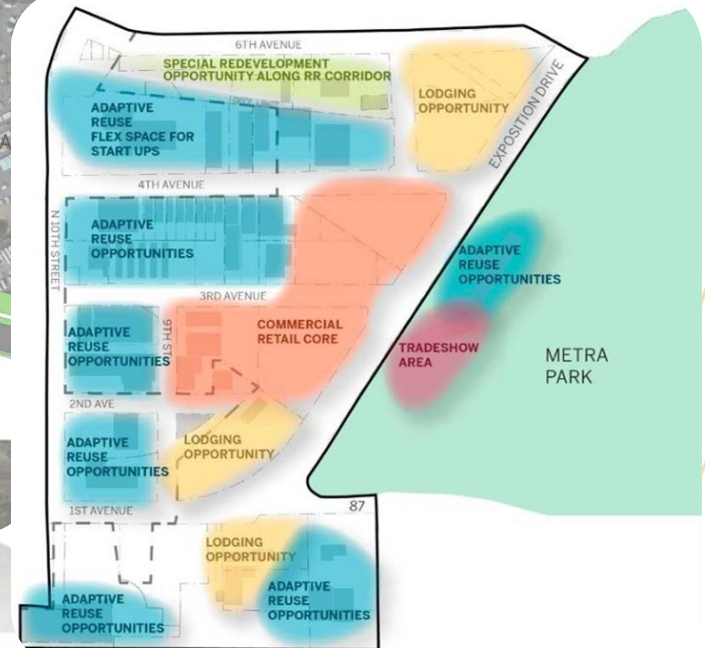 6TH AVENUE
SPECIAL REDEVELOPMENT
OPPORTUNITY ALONG RR CORRIDOR
LODGING
OPPORTUNITY
EXPOSITION DRIVE
ADAPTIVE
REUSE
FLEX SPACE FOR
START UPS
4TH AVENUE
N 10TH STREET
ADAPTIVE
REUSE
OPPORTUNITIES
ADAPTIVE
REUSE
OPPORTUNITIES
3RD AVENUE
9TH ST
COMMERCIAL
RETAIL CORE
ADAPTIVE
REUSE
OPPORTUNITIES
TRADESHOW
AREA
METRA
PARK
2ND AVE
LODGING
OPPORTUNITY
ADAPTIVE
REUSE
OPPORTUNITIES
1ST AVENUE
87
LODGING
OPPORTUNITY
ADAPTIVE
REUSE
OPPORTUNITIES
ADAPTIVE
REUSE
OPPORTUNITIES